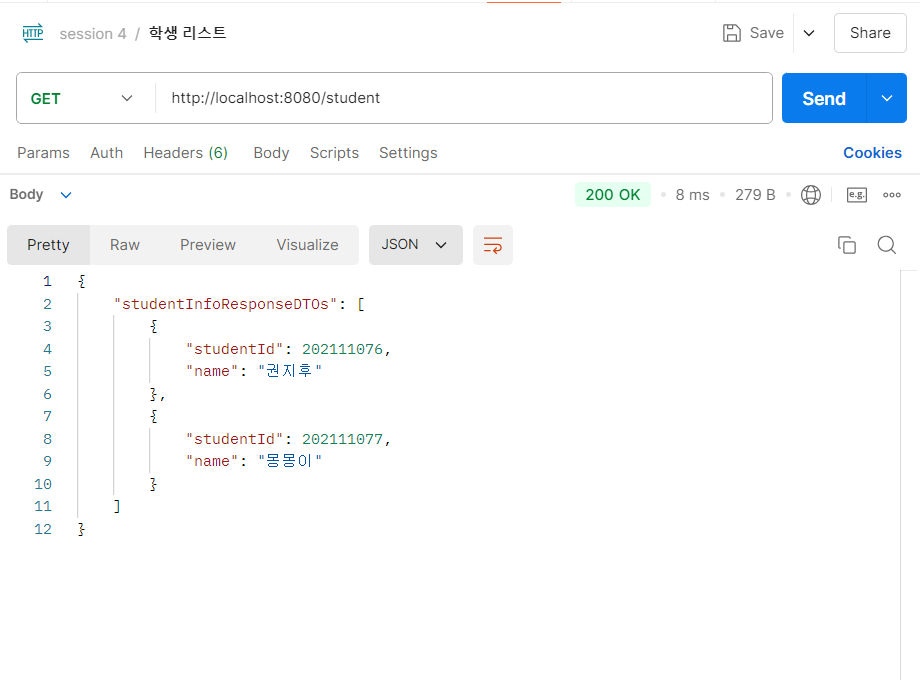 HTTP session 4 / 학생 리스트 Save Share
GET http://localhost:8080/student Send
Params Auth Headers (6) Body Scripts Settings Cookies
Body 200 OK • 8 ms • 279 B • e.g.
Pretty Raw Preview Visualize JSON
1 {
2 "studentInfoResponseDTOs": [
3 {
4 "studentId": 202111076,
5 "name": "권지후"
6 },
7 {
8 "studentId": 202111077,
9 "name": "몽몽이"
10 }
11 ]
12 }